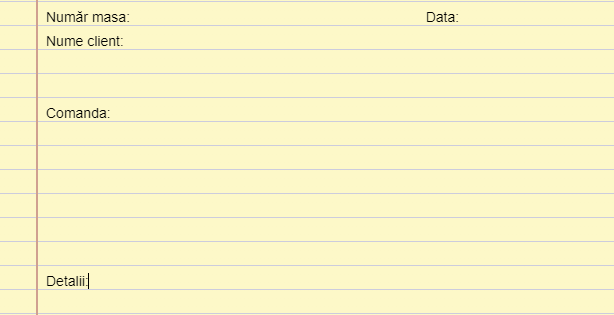 Număr masa: Data:
Nume client:
Comanda:
Detalii: